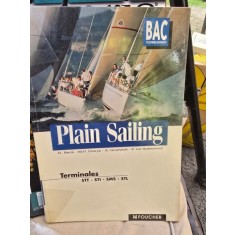 BAC
Plain Sailing
Terminales
STT - STI - SMS - STL
FOUCHER